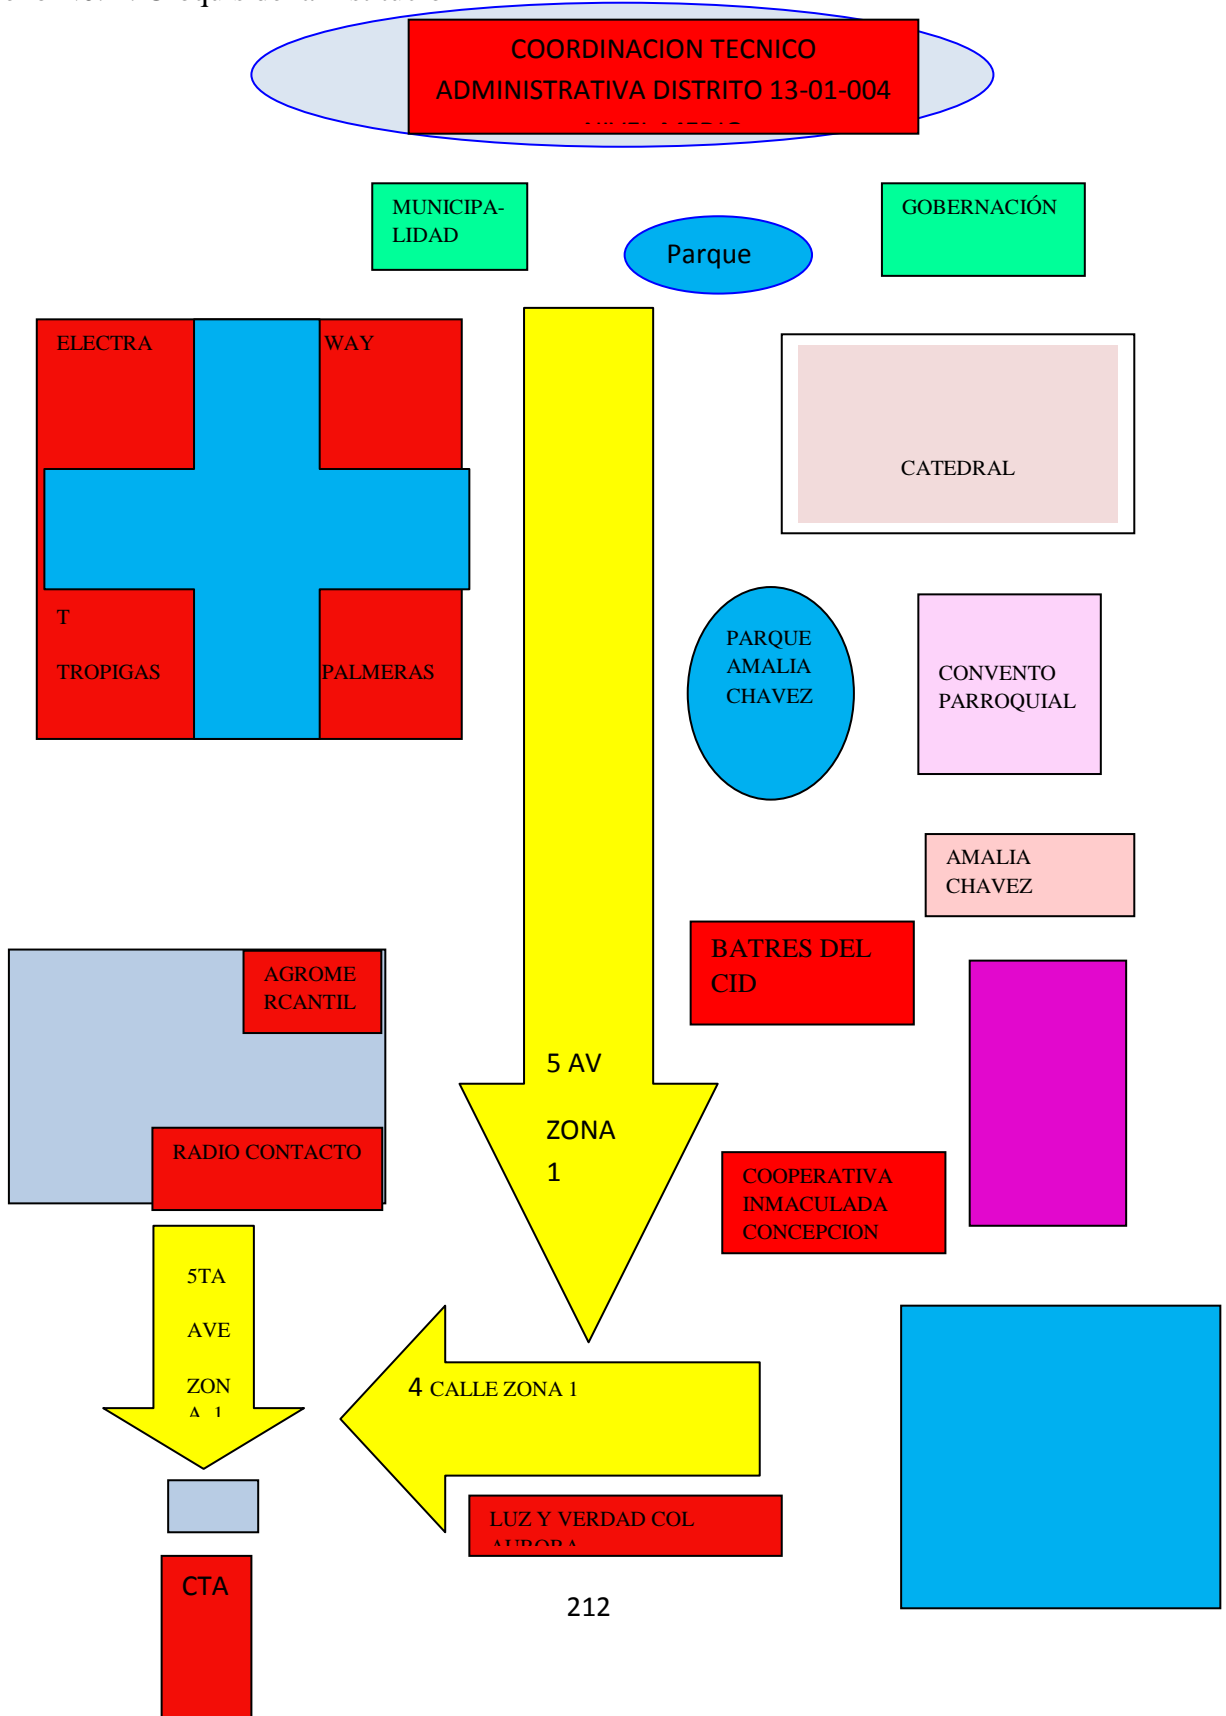 COORDINACION TECNICO
ADMINISTRATIVA DISTRITO 13-01-004
MUNICIPA-
LIDAD
Parque
GOBERNACIÓN
ELECTRA
WAY
CATEDRAL
T
TROPIGAS
PALMERAS
PARQUE
AMALIA
CHAVEZ
CONVENTO
PARROQUIAL
AMALIA
CHAVEZ
BATRES DEL
CID
AGROME
RCANTIL
5 AV
ZONA
1
RADIO CONTACTO
COOPERATIVA
INMACULADA
CONCEPCION
5TA
AVE
ZON
A 1
4 CALLE ZONA 1
LUZ Y VERDAD COL
AURORA
CTA
212